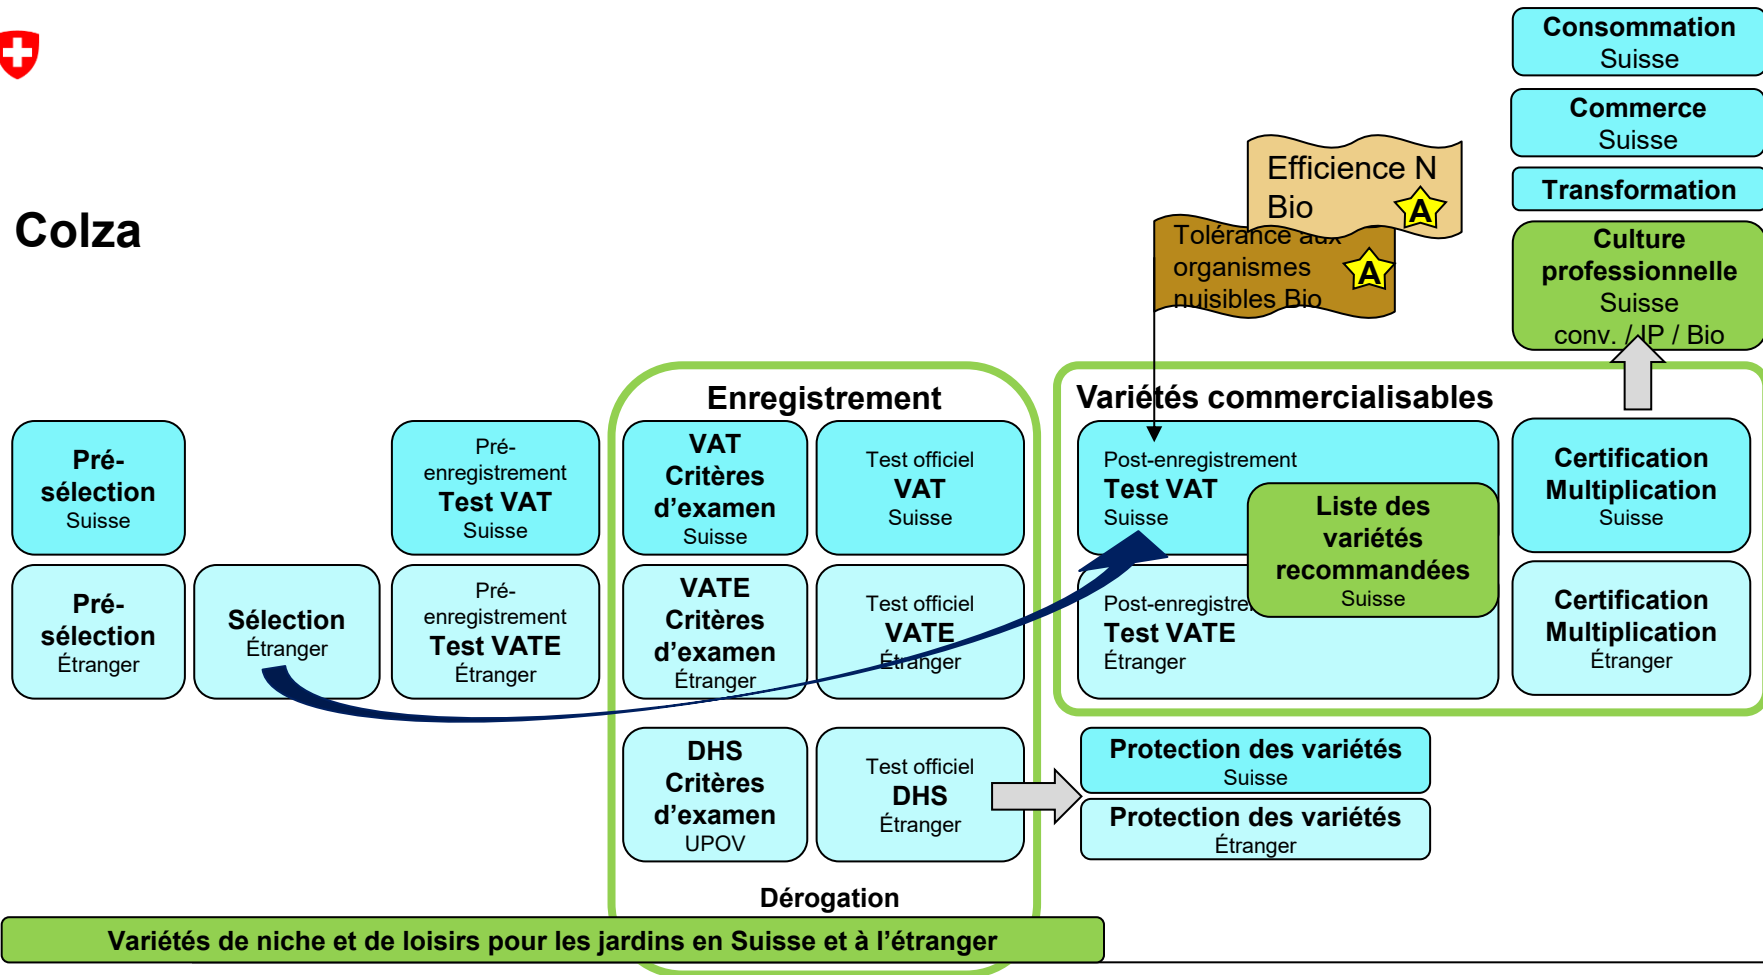 Consommation
Suisse
Commerce
Suisse
Transformation
Culture
professionnelle
Suisse
conv. / IP / Bio
Efficience N
Bio
A
Tolérance aux
organismes
nuisibles Bio
A
Colza
Enregistrement
Variétés commercialisables
Pré-
sélection
Suisse
Pré-
enregistrement
Test VAT
Suisse
VAT
Critères
d’examen
Suisse
Test officiel
VAT
Suisse
Post-enregistrement
Test VAT
Suisse
Liste des
variétés
recommandées
Suisse
Certification
Multiplication
Suisse
Pré-
sélection
Étranger
Sélection
Étranger
Pré-
enregistrement
Test VATE
Étranger
VATE
Critères
d’examen
Étranger
Test officiel
VATE
Étranger
Post-enregistre
Test VATE
Étranger
Certification
Multiplication
Étranger
DHS
Critères
d’examen
UPOV
Test officiel
DHS
Étranger
Protection des variétés
Suisse
Protection des variétés
Étranger
Dérogation
Variétés de niche et de loisirs pour les jardins en Suisse et à l’étranger